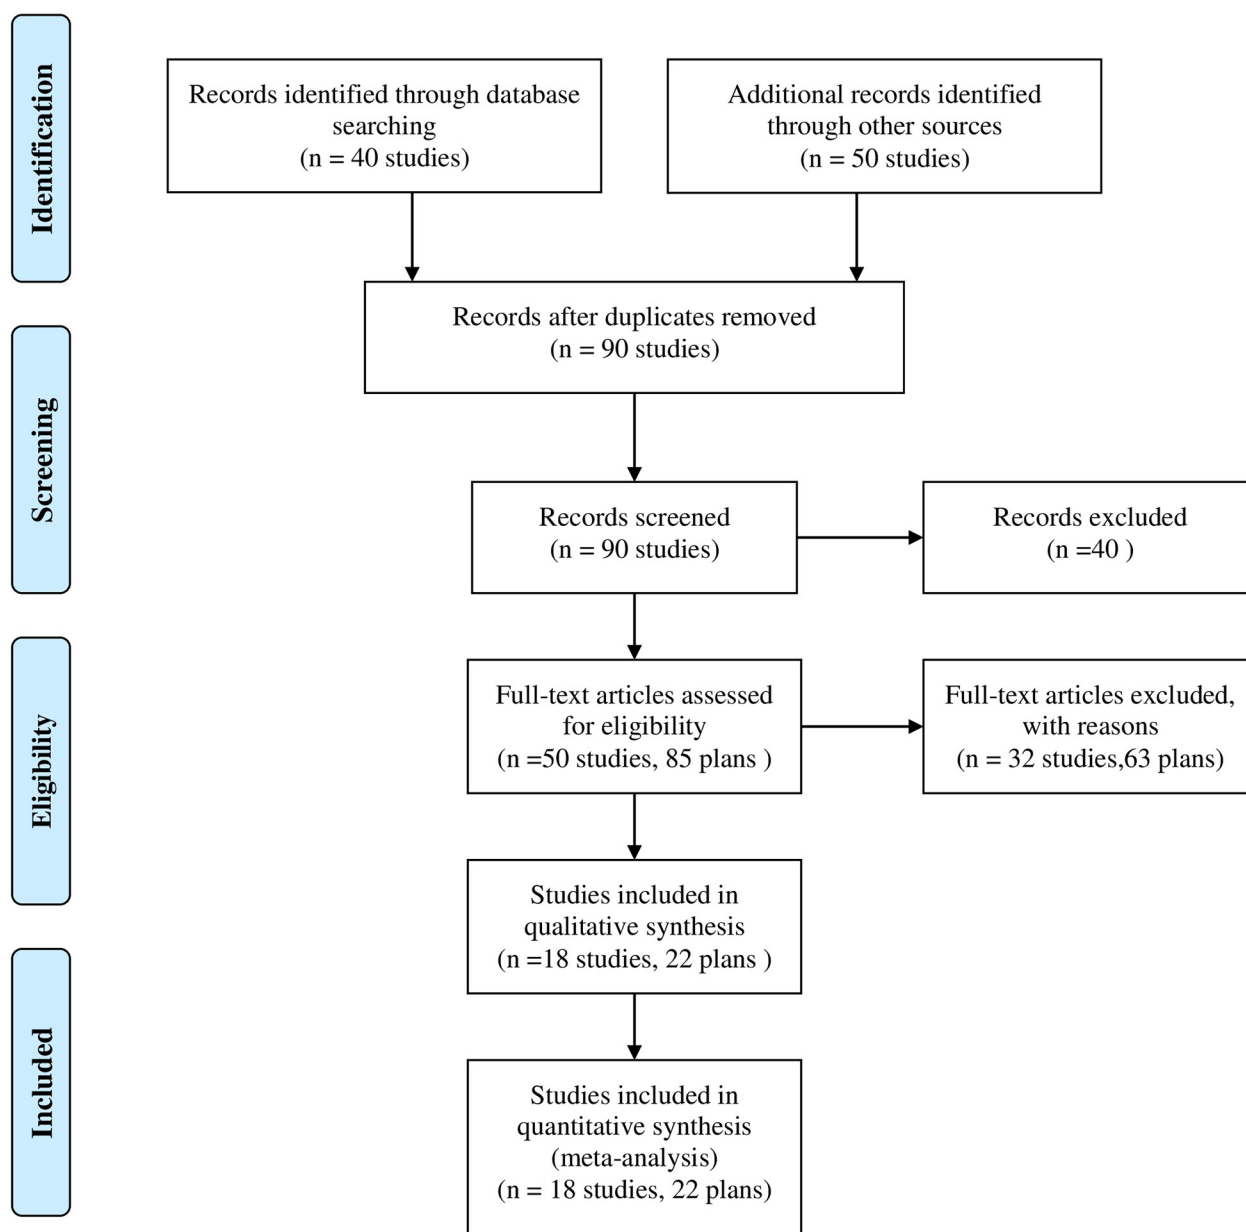 Identification
Records identified through database
searching
(n = 40 studies)
Additional records identified
through other sources
(n = 50 studies)
Records after duplicates removed
(n = 90 studies)
Screening
Records screened
(n = 90 studies)
Records excluded
(n =40 )
Eligibility
Full-text articles assessed
for eligibility
(n =50 studies, 85 plans )
Full-text articles excluded,
with reasons
(n = 32 studies,63 plans)
Studies included in
qualitative synthesis
(n =18 studies, 22 plans )
Included
Studies included in
quantitative synthesis
(meta-analysis)
(n = 18 studies, 22 plans)